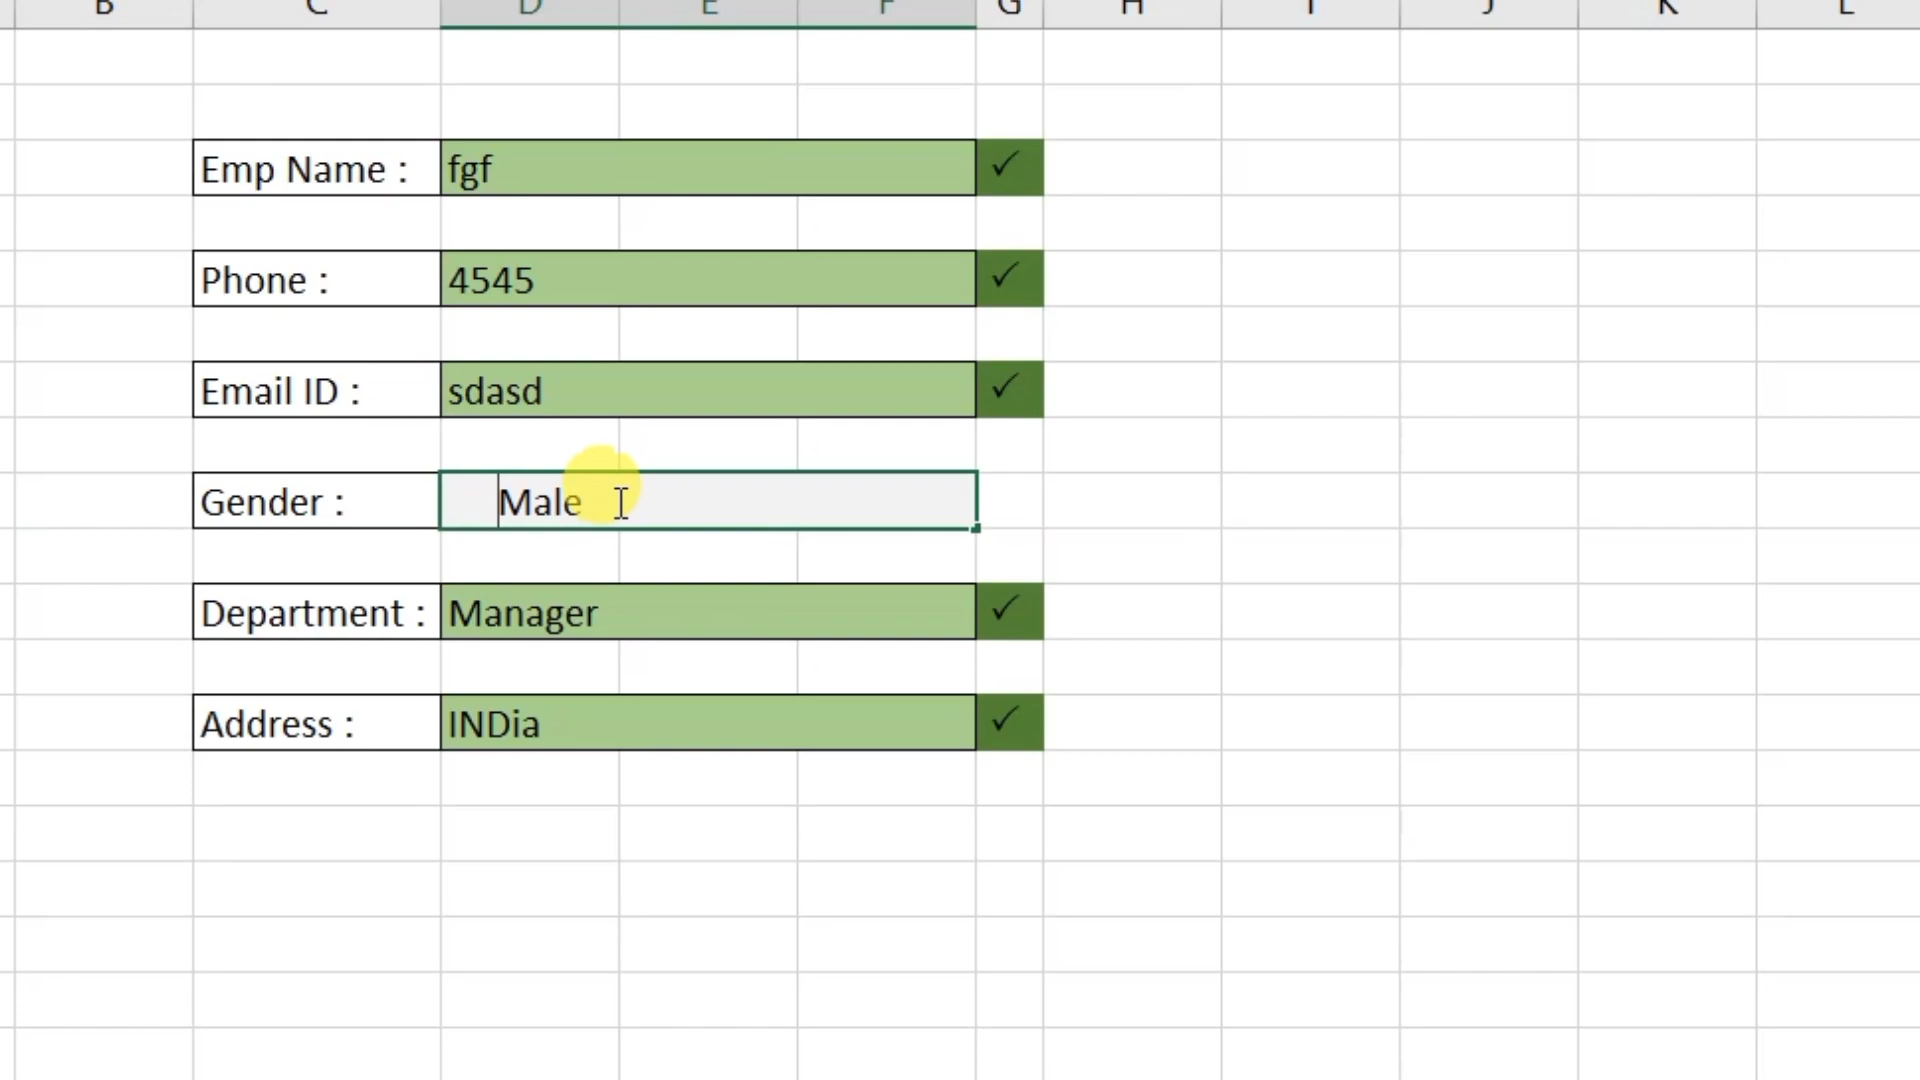 B C D E F G H I J K L
Emp Name : fgf ✓
Phone : 4545 ✓
Email ID : sdasd ✓
Gender : Male
Department : Manager ✓
Address : INDia ✓